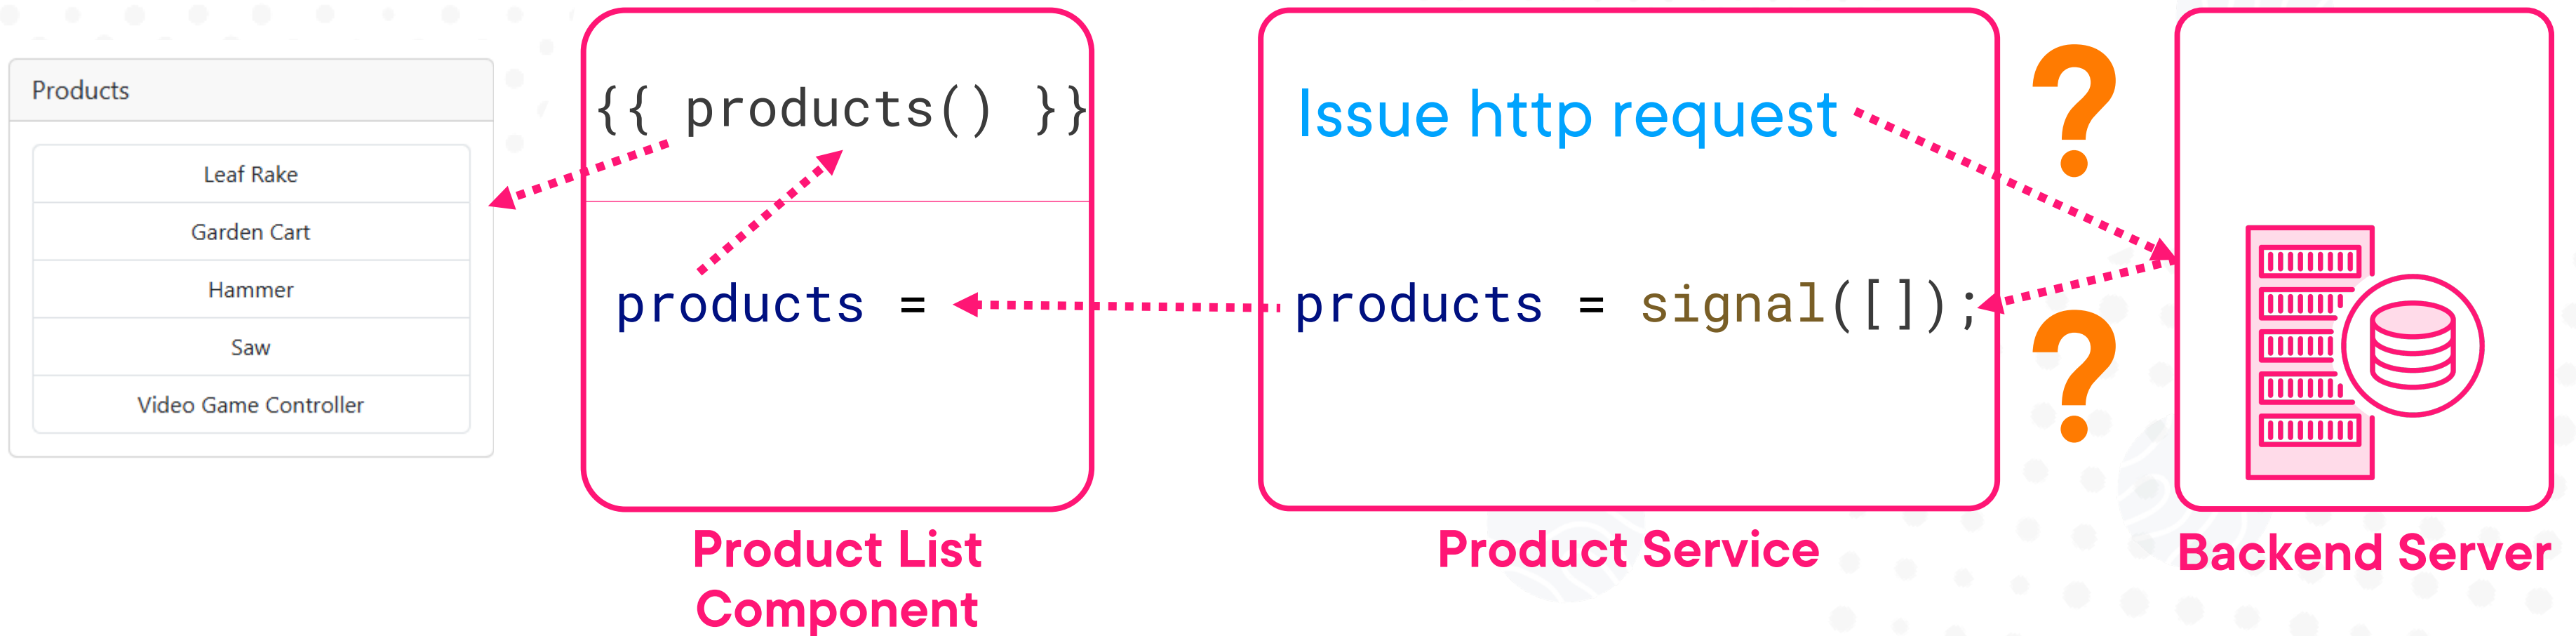 Products
Leaf Rake
Garden Cart
Hammer
Saw
Video Game Controller
{{ products() }}
products =
Product List
Component
Issue http request
products = signal([]);
Product Service
?
?
Backend Server